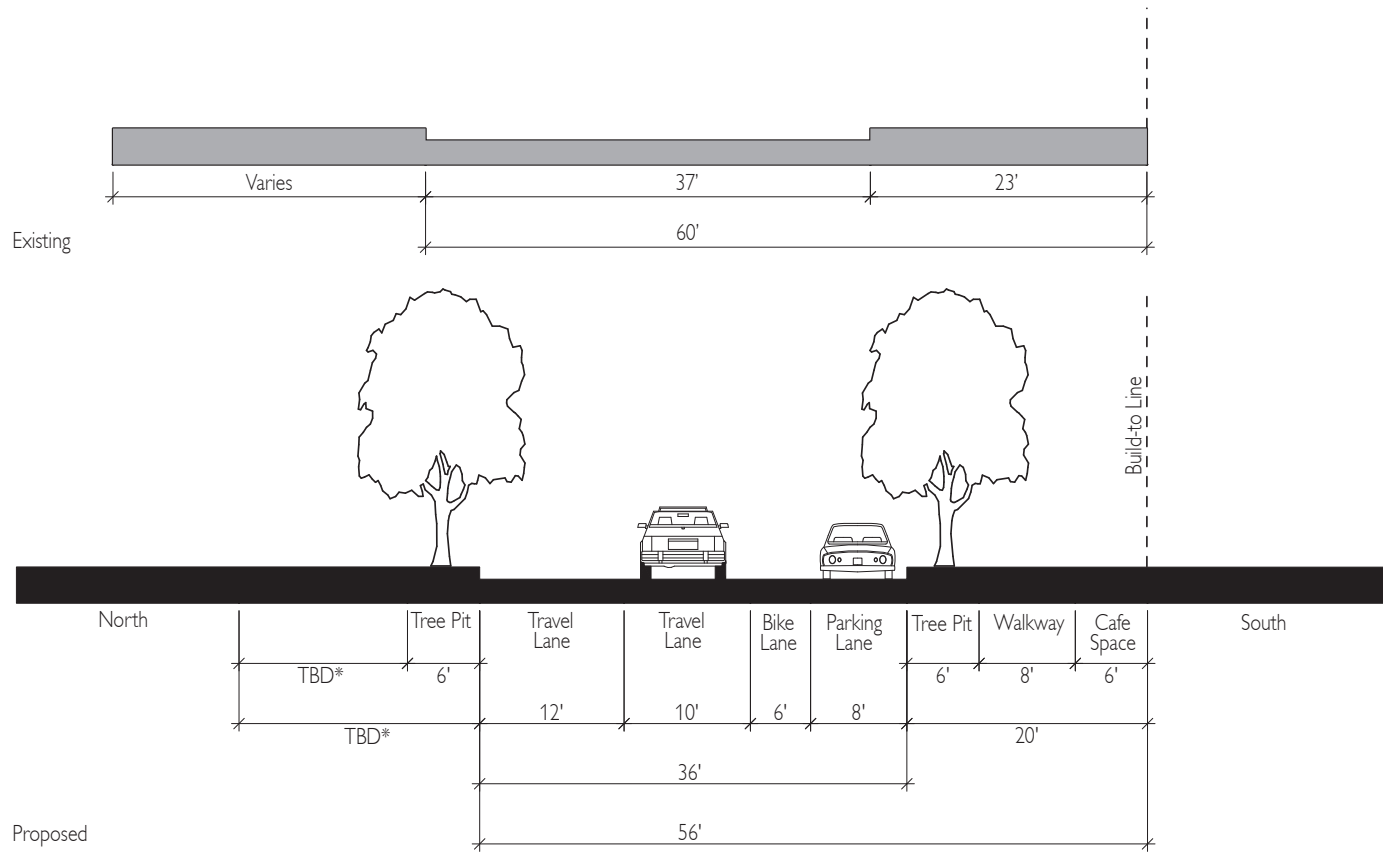 Varies
37'
23'
60'
Existing
Build-to Line
North
Tree Pit
Travel
Lane
Travel
Lane
Bike
Lane
Parking
Lane
Tree Pit
Walkway
Cafe
Space
South
TBD*
6'
6'
8'
6'
12'
10'
6'
8'
TBD*
20'
36'
Proposed
56'